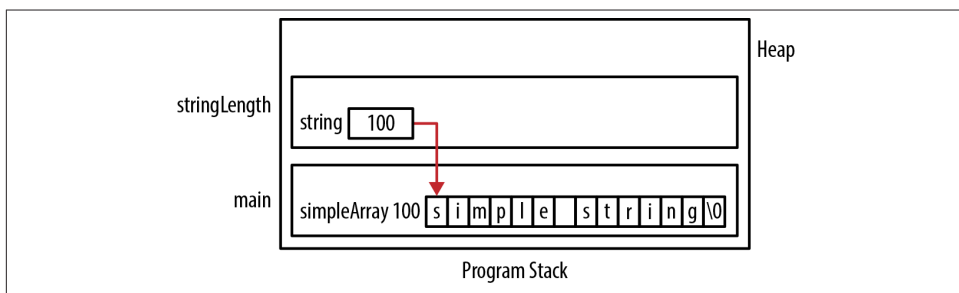 Heap
stringLength
string 100
main
simpleArray 100 s i m p l e s t r i n g \0
Program Stack